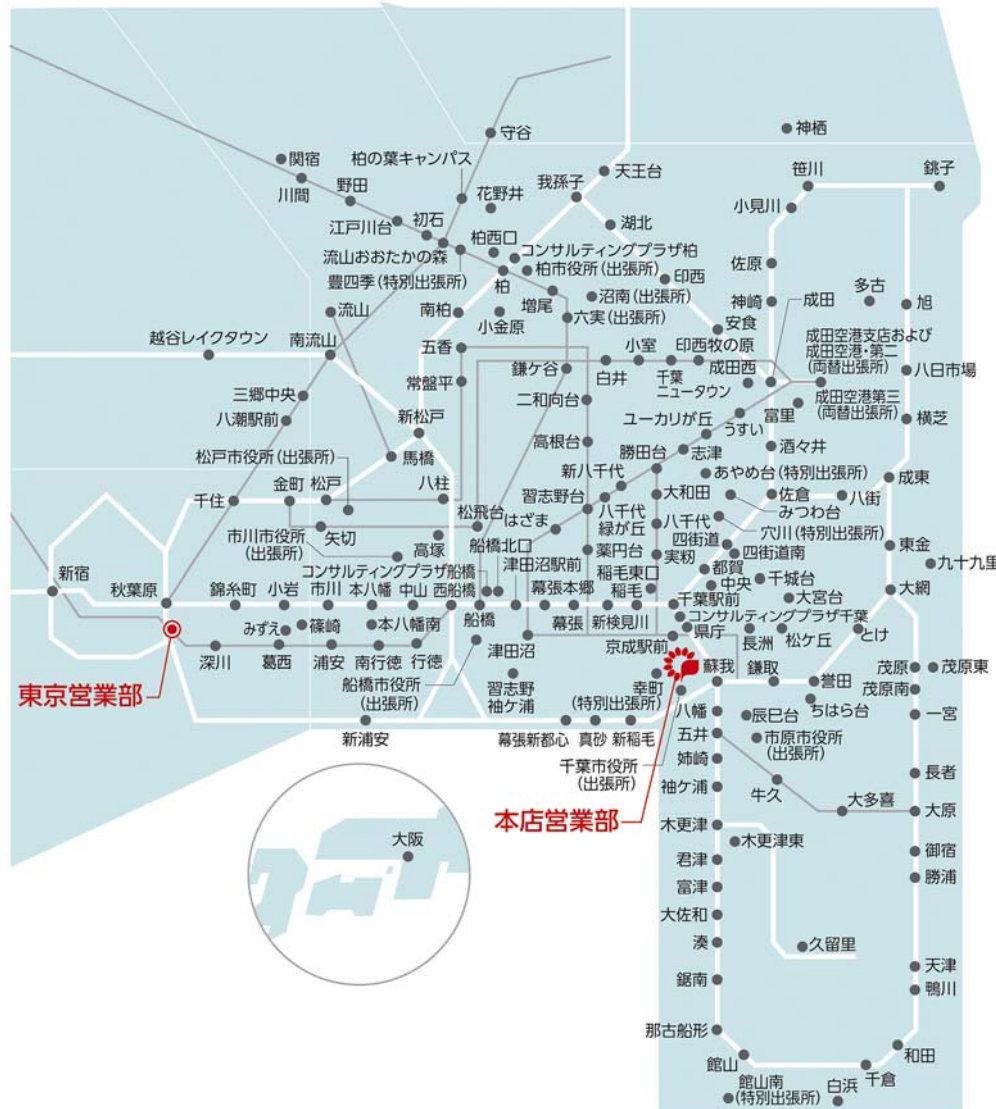 神栖
守谷
関宿
柏の葉キャンパス
笹川
銚子
天王台
川間
野田
花野井
我孫子
小見川
江戸川台
初石
湖北
柏西口
コンサルティングプラザ柏
流山おおたかの森
柏市役所(出張所)
佐原
豊四季(特別出張所)
柏
印西
成田
多古
流山
南柏
増尾
沼南(出張所)
神崎
旭
小金原
六実(出張所)
安食
越谷レイクタウン
南流山
五香
小室
印西牧の原
成田空港支店および
成田空港・第二
(両替出張所)
鎌ケ谷
白井
千葉
ニュータウン
成田西
八日市場
常盤平
三郷中央
二和向台
富里
成田空港第三
(両替出張所)
八潮駅前
新松戸
ユーカリが丘
うすい
横芝
高根台
勝田台
志津
酒々井
松戸市役所(出張所)
馬橋
新八千代
あやめ台(特別出張所)
成東
金町
松戸
八柱
習志野台
大和田
佐倉
八街
千住
みつわ台
松飛台
はざま
八千代
緑が丘
八千代
穴川(特別出張所)
市川市役所
(出張所)
矢切
高塚
船橋北口
薬円台
実籾
四街道
四街道南
東金
津田沼駅前
新宿
コンサルティングプラザ船橋
稲毛東口
都賀
九十九里
秋葉原
錦糸町
小岩
市川
本八幡
中山
西船橋
幕張本郷
稲毛
中央
千城台
大網
千葉駅前
大宮台
みずえ
篠崎
本八幡南
船橋
幕張
新検見川
コンサルティングプラザ千葉
県庁
深川
葛西
浦安
南行徳
行徳
津田沼
京成駅前
長洲
松ケ丘
とけ
東京営業部
船橋市役所
(出張所)
習志野
袖ケ浦
幸町
(特別出張所)
蘇我
鎌取
誉田
茂原
茂原東
茂原南
ちはら台
八幡
辰巳台
一宮
新浦安
幕張新都心
真砂
新稲毛
五井
市原市役所
(出張所)
千葉市役所
(出張所)
姉崎
長者
袖ケ浦
牛久
大多喜
大原
本店営業部
木更津
木更津東
大阪
御宿
君津
勝浦
富津
大佐和
湊
久留里
天津
鋸南
鴨川
那古船形
和田
館山
千倉
館山南
(特別出張所)
白浜